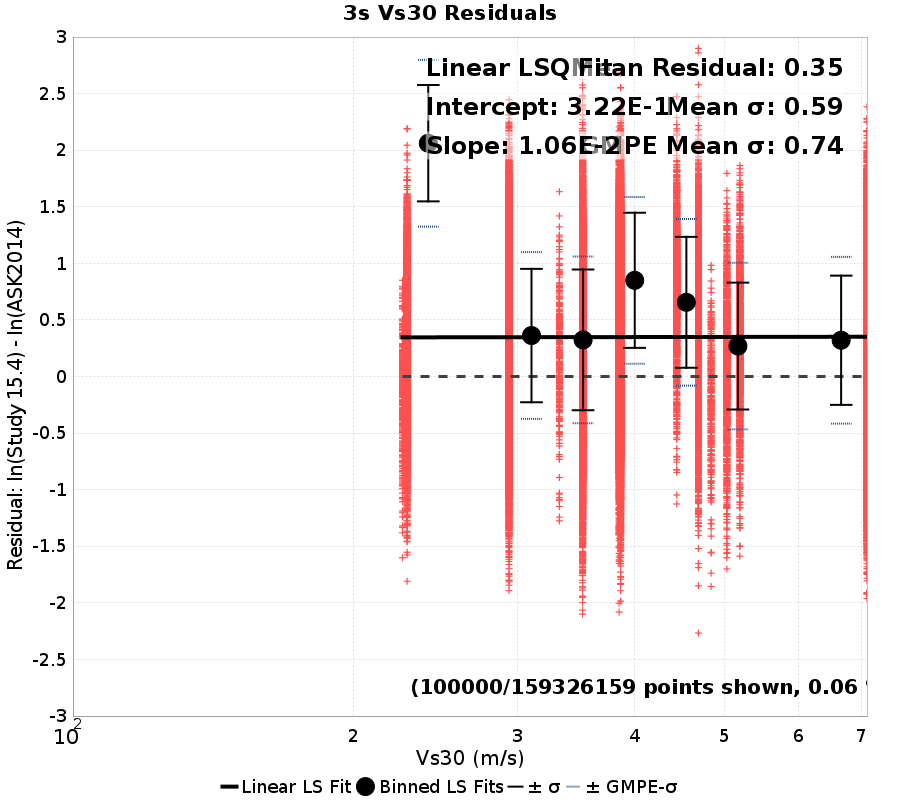 3s Vs30 Residuals
3
2.5
2
1.5
1
0.5
0
-0.5
-1
-1.5
-2
-2.5
-3
Residual: ln(Study 15.4) - ln(ASK2014)
Linear LSQ Fit
Intercept: 3.22E-1
Slope: 1.06E-2
Residual: 0.35
Mean σ: 0.59
GMPE Mean σ: 0.74
(100000/159326159 points shown, 0.06
10 2 2 3 4 5 6 7
Vs30 (m/s)
Linear LS Fit Binned LS Fits ± σ ± GMPE-σ